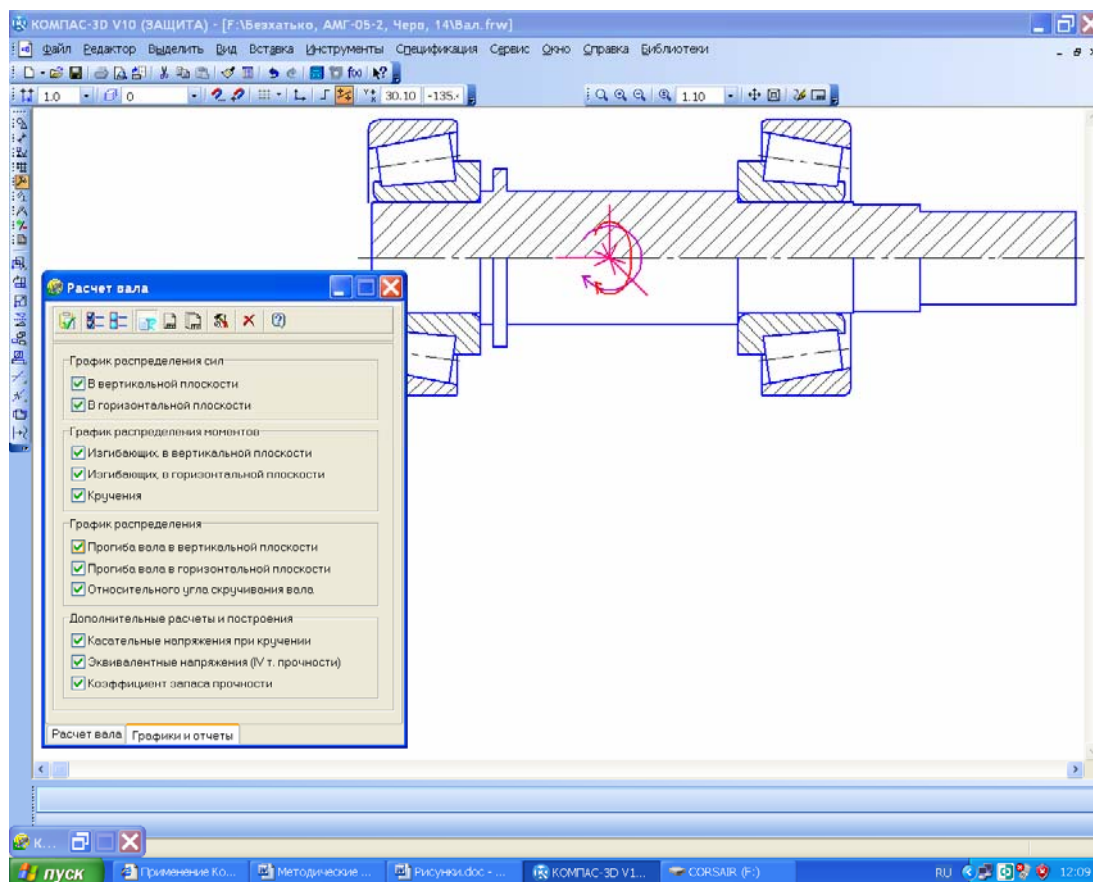 КОМПАС-3D V10 (ЗАЩИТА) - [F:\Безхатько, АМГ-05-2, Черв, 14\Вал.frw]
Файл Редактор Выделить Вид Вставка Инструменты Спецификация Сервис Окно Справка Библиотеки
f(x)
1.0 0 30.10 -135. 1.10
Расчет вала
График распределения сил
В вертикальной плоскости
В горизонтальной плоскости
График распределения моментов
Изгибающих в вертикальной плоскости
Изгибающих в горизонтальной плоскости
Кручения
График распределения
Прогиба вала в вертикальной плоскости
Прогиба вала в горизонтальной плоскости
Относительного угла скручивания вала
Дополнительные расчеты и построения
Касательные напряжения при кручении
Эквивалентные напряжения (IV т. прочности)
Коэффициент запаса прочности
Расчет вала Графики и отчеты
К...
пуск Применение Ко... Методические ... Рисунки.doc - ... КОМПАС-3D V1... CORSAIR (F:) RU 12:09